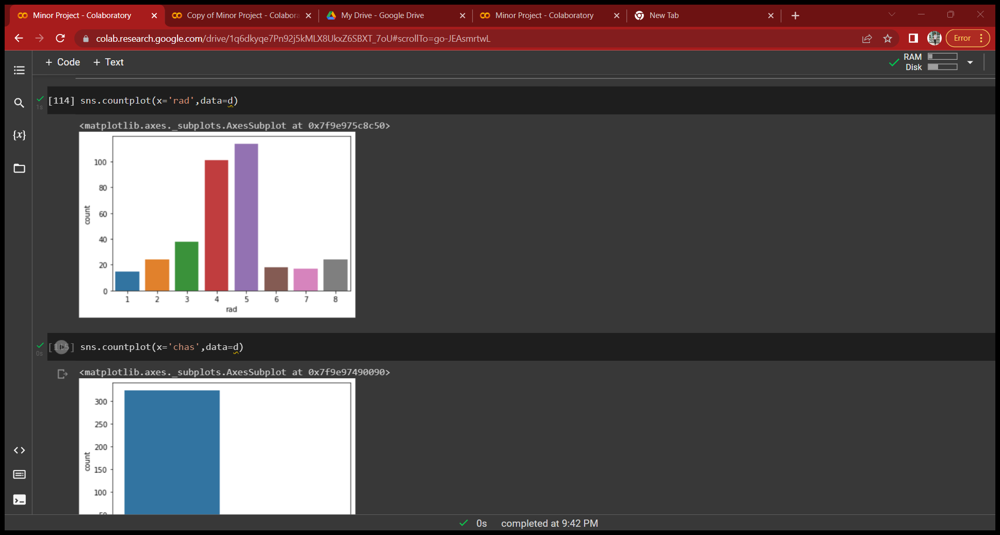 Minor Project - Colaboratory
Copy of Minor Project - Colabora
My Drive - Google Drive
Minor Project - Colaboratory
New Tab
colab.research.google.com/drive/1q6dkyqe7Pn92j5kMLX8UkxZ6SBXT_7oU#scrollTo=go-JEAsmrtwL
Error
+ Code + Text
RAM
Disk
{x}
1s
[114] sns.countplot(x='rad',data=d)
<matplotlib.axes._subplots.AxesSubplot at 0x7f9e975c8c50>
100
80
60
40
20
0
count
1 2 3 4 5 6 7 8
rad
0s
[115] sns.countplot(x='chas',data=d)
<matplotlib.axes._subplots.AxesSubplot at 0x7f9e97490090>
300
250
200
150
100
50
count
0s completed at 9:42 PM